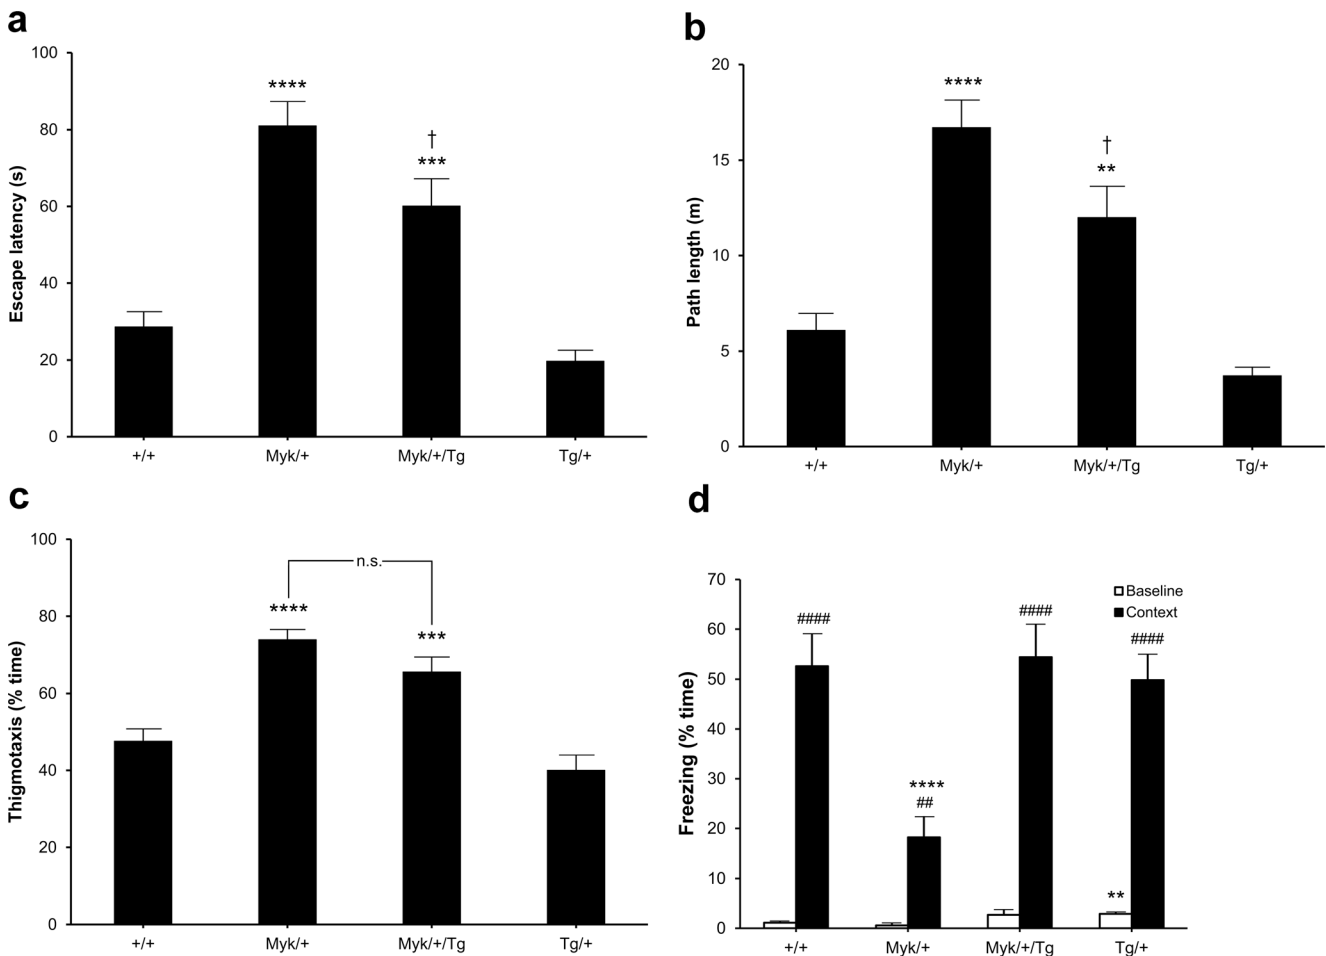 a
Escape latency (s)
100
80
60
40
20
0
****
†
***
+/+
Myk/+
Myk/+/Tg
Tg/+
b
Path length (m)
20
15
10
5
0
****
†
**
+/+
Myk/+
Myk/+/Tg
Tg/+
c
Thigmotaxis (% time)
100
80
60
40
20
0
n.s.
****
***
+/+
Myk/+
Myk/+/Tg
Tg/+
d
Freezing (% time)
70
60
50
40
30
20
10
0
Baseline
Context
####
****
##
####
####
**
+/+
Myk/+
Myk/+/Tg
Tg/+